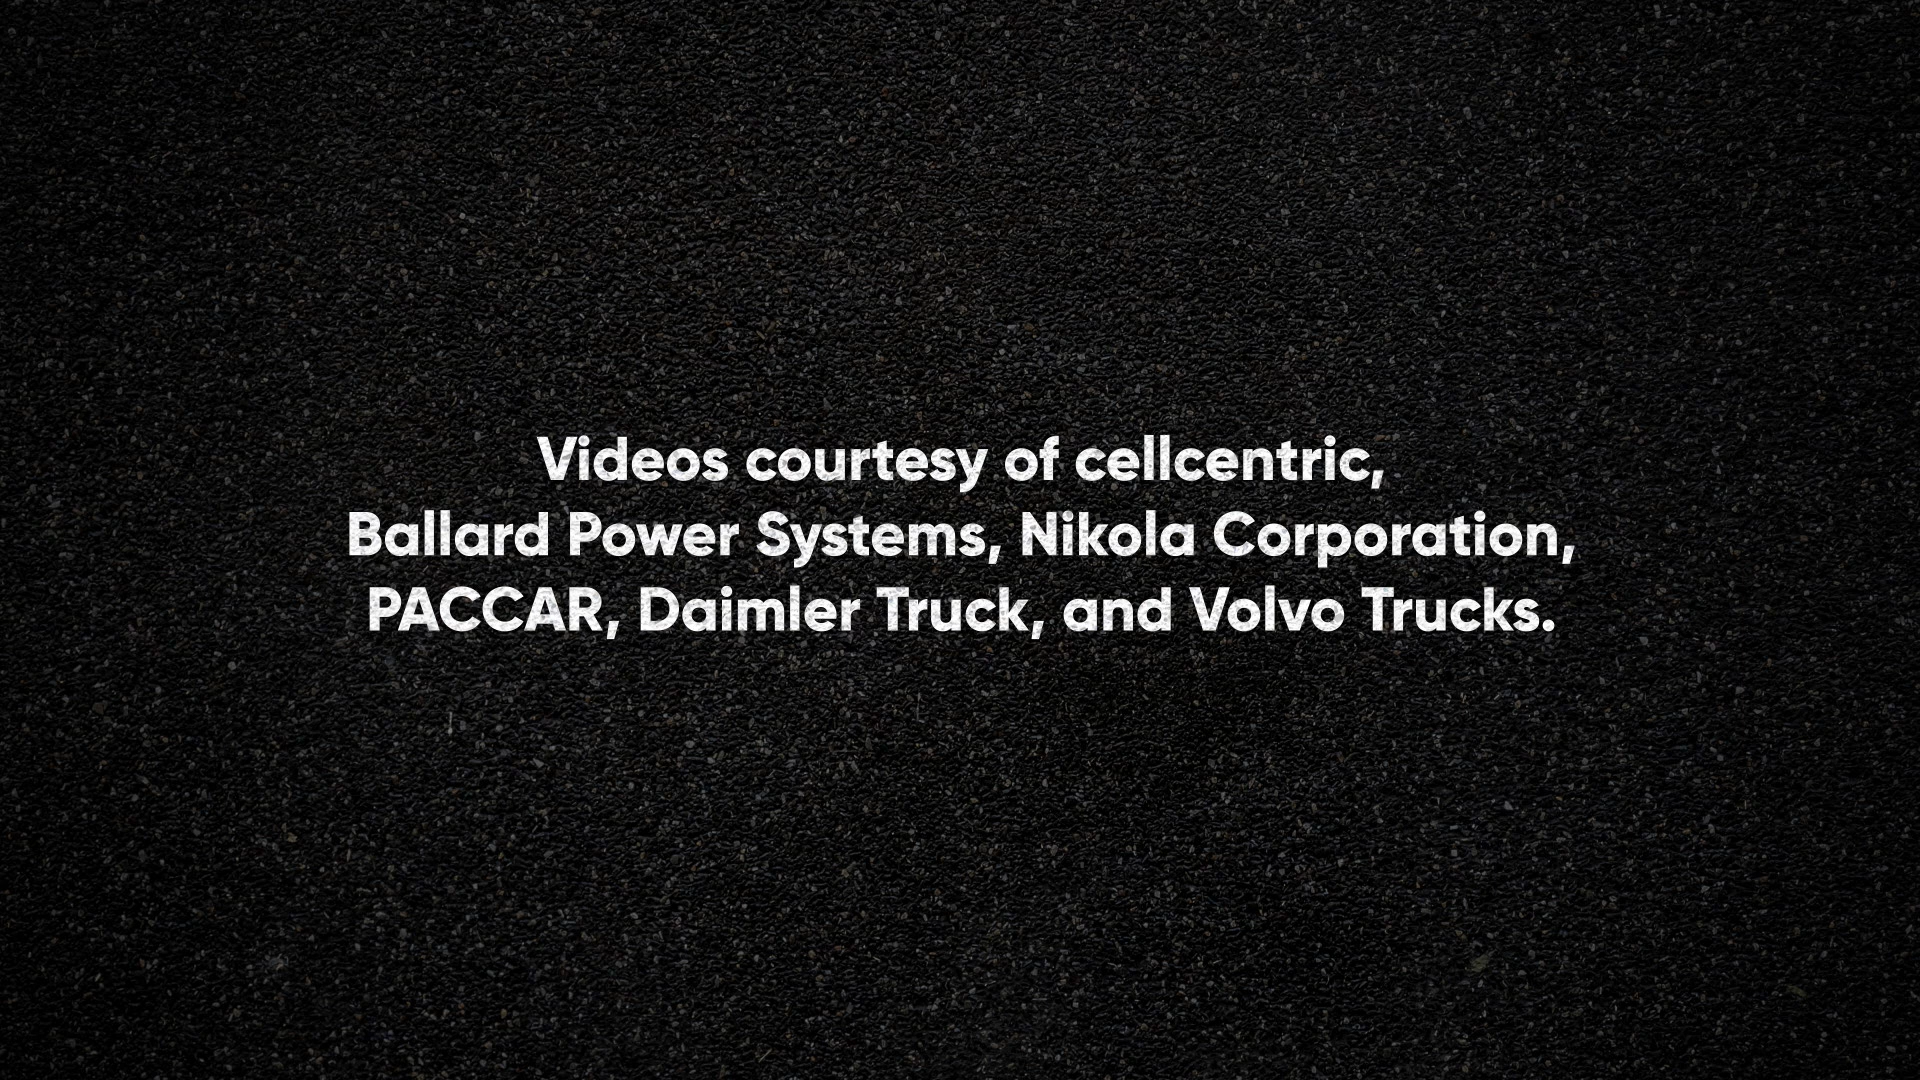 Videos courtesy of cellcentric,
Ballard Power Systems, Nikola Corporation,
PACCAR, Daimler Truck, and Volvo Trucks.